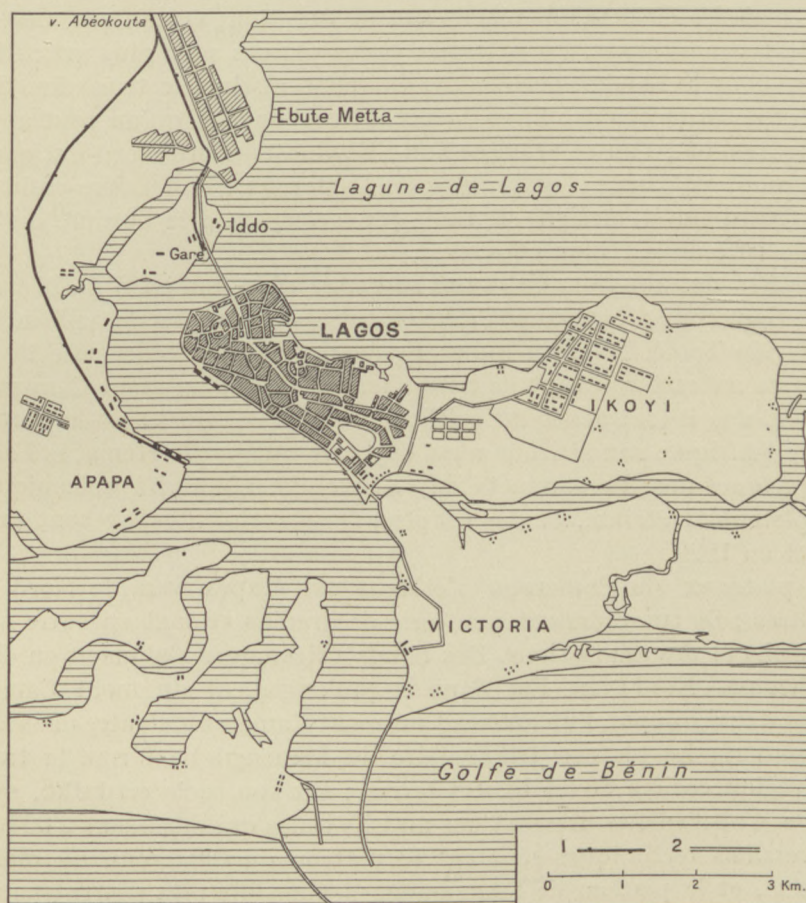 v. Abéokouta
Ebute Metta
Lagune de Lagos
Iddo
Gare
LAGOS
IKOYI
APAPA
VICTORIA
Golfe de Bénin
1 2
0 1 2 3 Km.